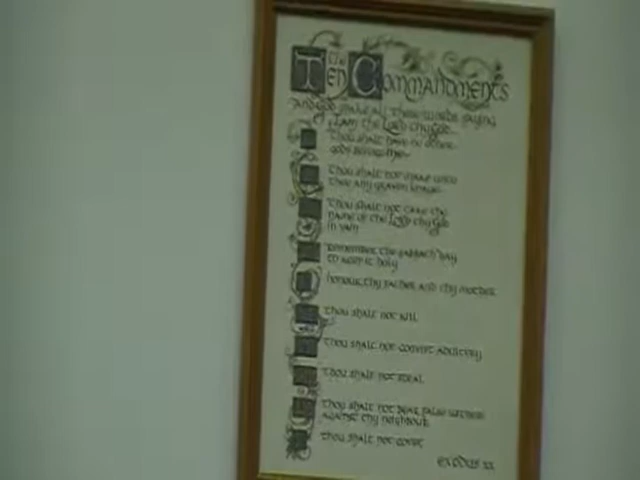 The Ten Commandments
And God spake all these words saying
I am the Lord thy God...
Thou shalt have no other
gods before me
Thou shalt not make unto
thee any graven image
Thou shalt not take the
name of the Lord thy God
in vain
Remember the sabbath day
to keep it holy
honour thy father and thy mother
Thou shalt not kill
Thou shalt not commit adultery
Thou shalt not steal
Thou shalt not bear false witness
against thy neighbour
Thou shalt not covet
Exodus XX